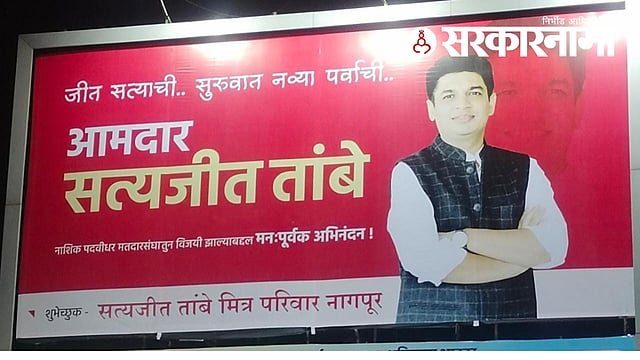 निर्भीड आणि
सरकारनामा
जीत सत्याची.. सुरुवात नव्या पर्वाची..
आमदार
सत्यजीत तांबे
नाशिक पदवीधर मतदारसंघातुन विजयी झाल्याबद्दल मन:पूर्वक अभिनंदन !
शुभेच्छुक - सत्यजीत तांबे मित्र परिवार नागपूर